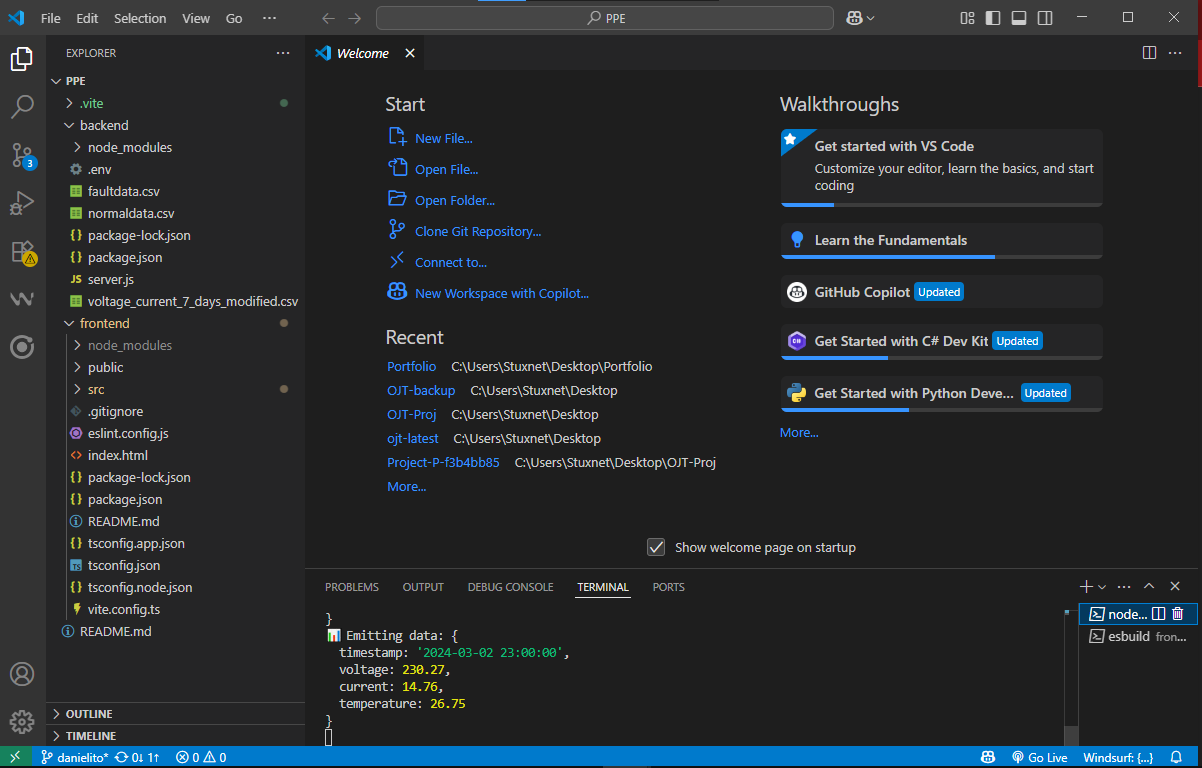 File Edit Selection View Go ···
PPE
EXPLORER
PPE
.vite
backend
node_modules
.env
faultdata.csv
normaldata.csv
package-lock.json
package.json
JS server.js
voltage_current_7_days_modified.csv
frontend
node_modules
public
src
.gitignore
eslint.config.js
index.html
package-lock.json
package.json
README.md
tsconfig.app.json
TS tsconfig.json
tsconfig.node.json
vite.config.ts
README.md
OUTLINE
TIMELINE
3
Welcome
Start
New File...
Open File...
Open Folder...
Clone Git Repository...
Connect to...
New Workspace with Copilot...
Recent
Portfolio C:\Users\Stuxnet\Desktop\Portfolio
OJT-backup C:\Users\Stuxnet\Desktop
OJT-Proj C:\Users\Stuxnet\Desktop
ojt-latest C:\Users\Stuxnet\Desktop
Project-P-f3b4bb85 C:\Users\Stuxnet\Desktop\OJT-Proj
More...
Walkthroughs
Get started with VS Code
Customize your editor, learn the basics, and start
coding
Learn the Fundamentals
GitHub Copilot Updated
Get Started with C# Dev Kit Updated
Get Started with Python Deve... Updated
More...
Show welcome page on startup
PROBLEMS OUTPUT DEBUG CONSOLE TERMINAL PORTS
}
📊 Emitting data: {
timestamp: '2024-03-02 23:00:00',
voltage: 230.27,
current: 14.76,
temperature: 26.75
}
node...
esbuild fron...
danielito* 0↓ 1↑ 0 0 Go Live Windsurf: {...}